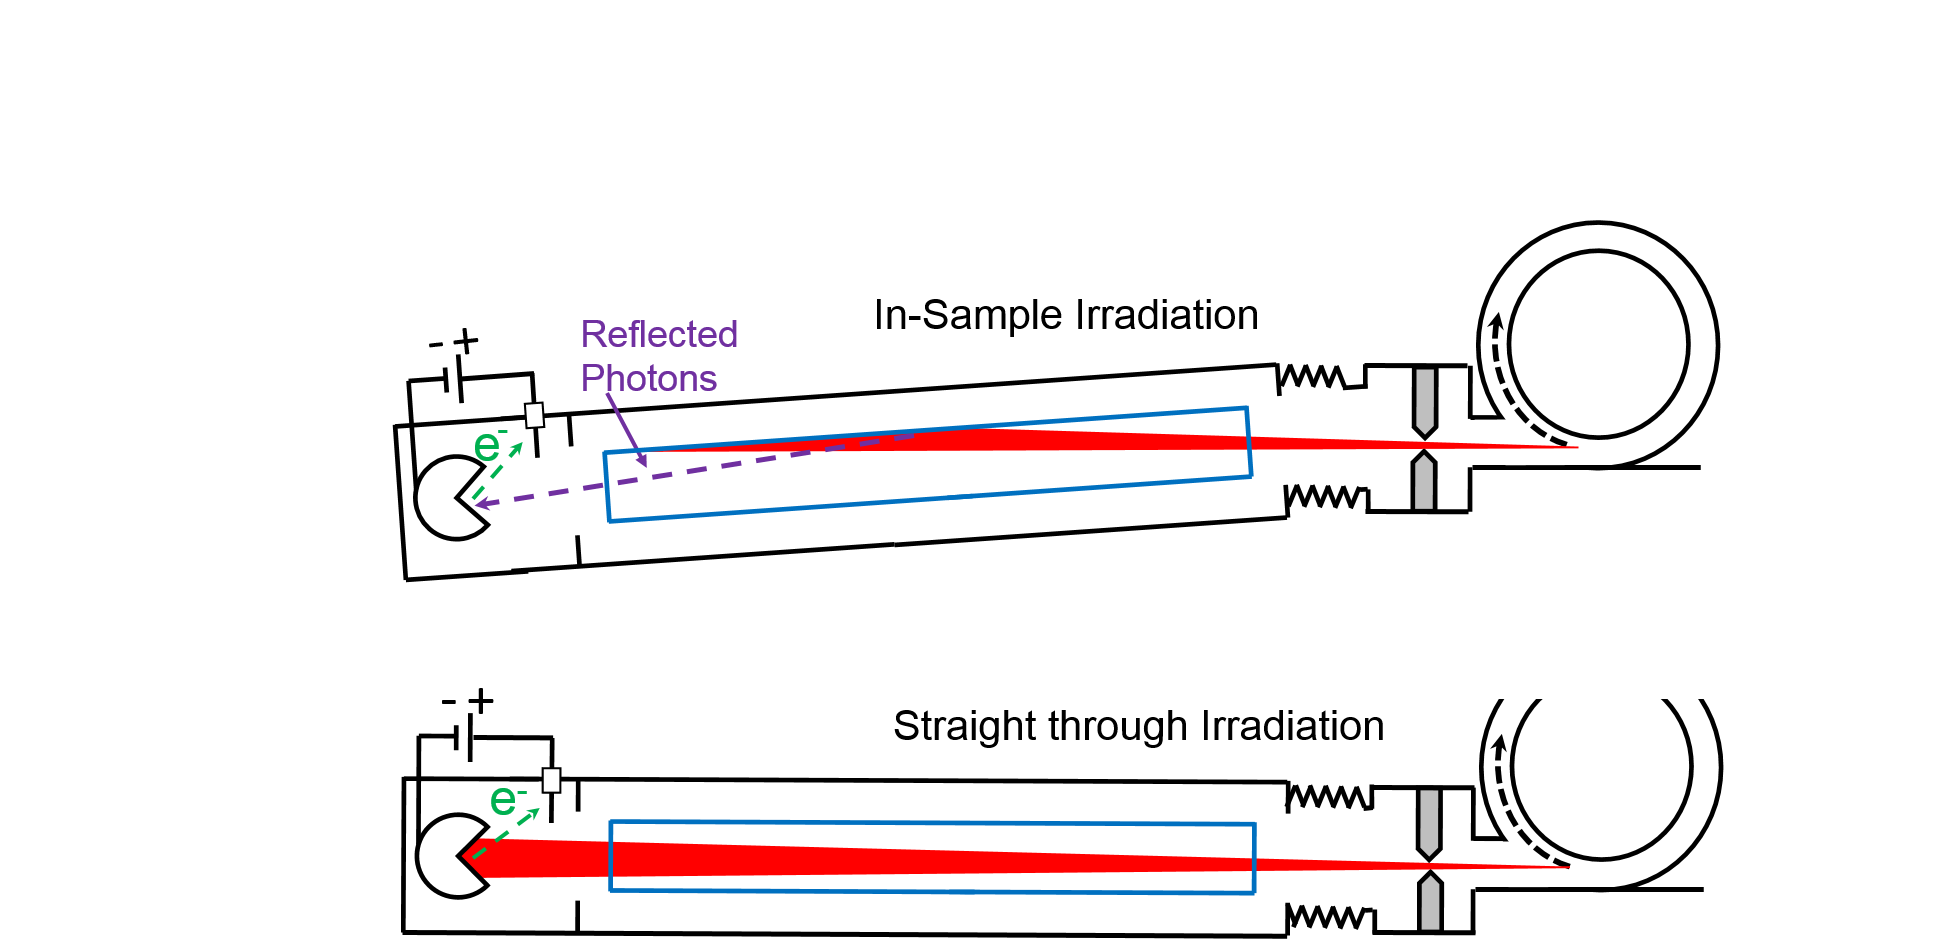 In-Sample Irradiation
Reflected
Photons
- +
e-
- +
Straight through Irradiation
e-